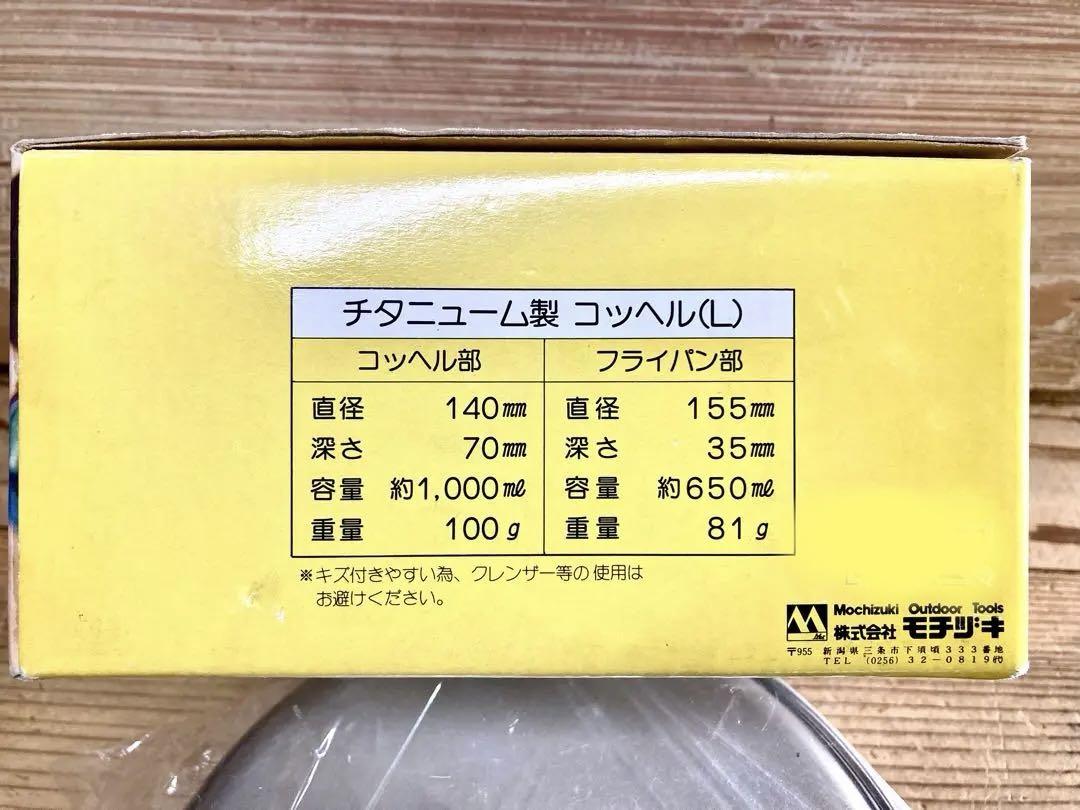 チタニューム製 コッヘル(L)
コッヘル部 フライパン部
直径 140㎜ 直径 155㎜
深さ 70㎜ 深さ 35㎜
容量 約1,000㎖ 容量 約650㎖
重量 100g 重量 81g
※キズ付きやすい為、クレンザー等の使用は
お避けください。
Mochizuki Outdoor Tools
株式会社 モチヅキ
〒955 新潟県三条市下須頃333番地
TEL (0256) 32-0819㈹